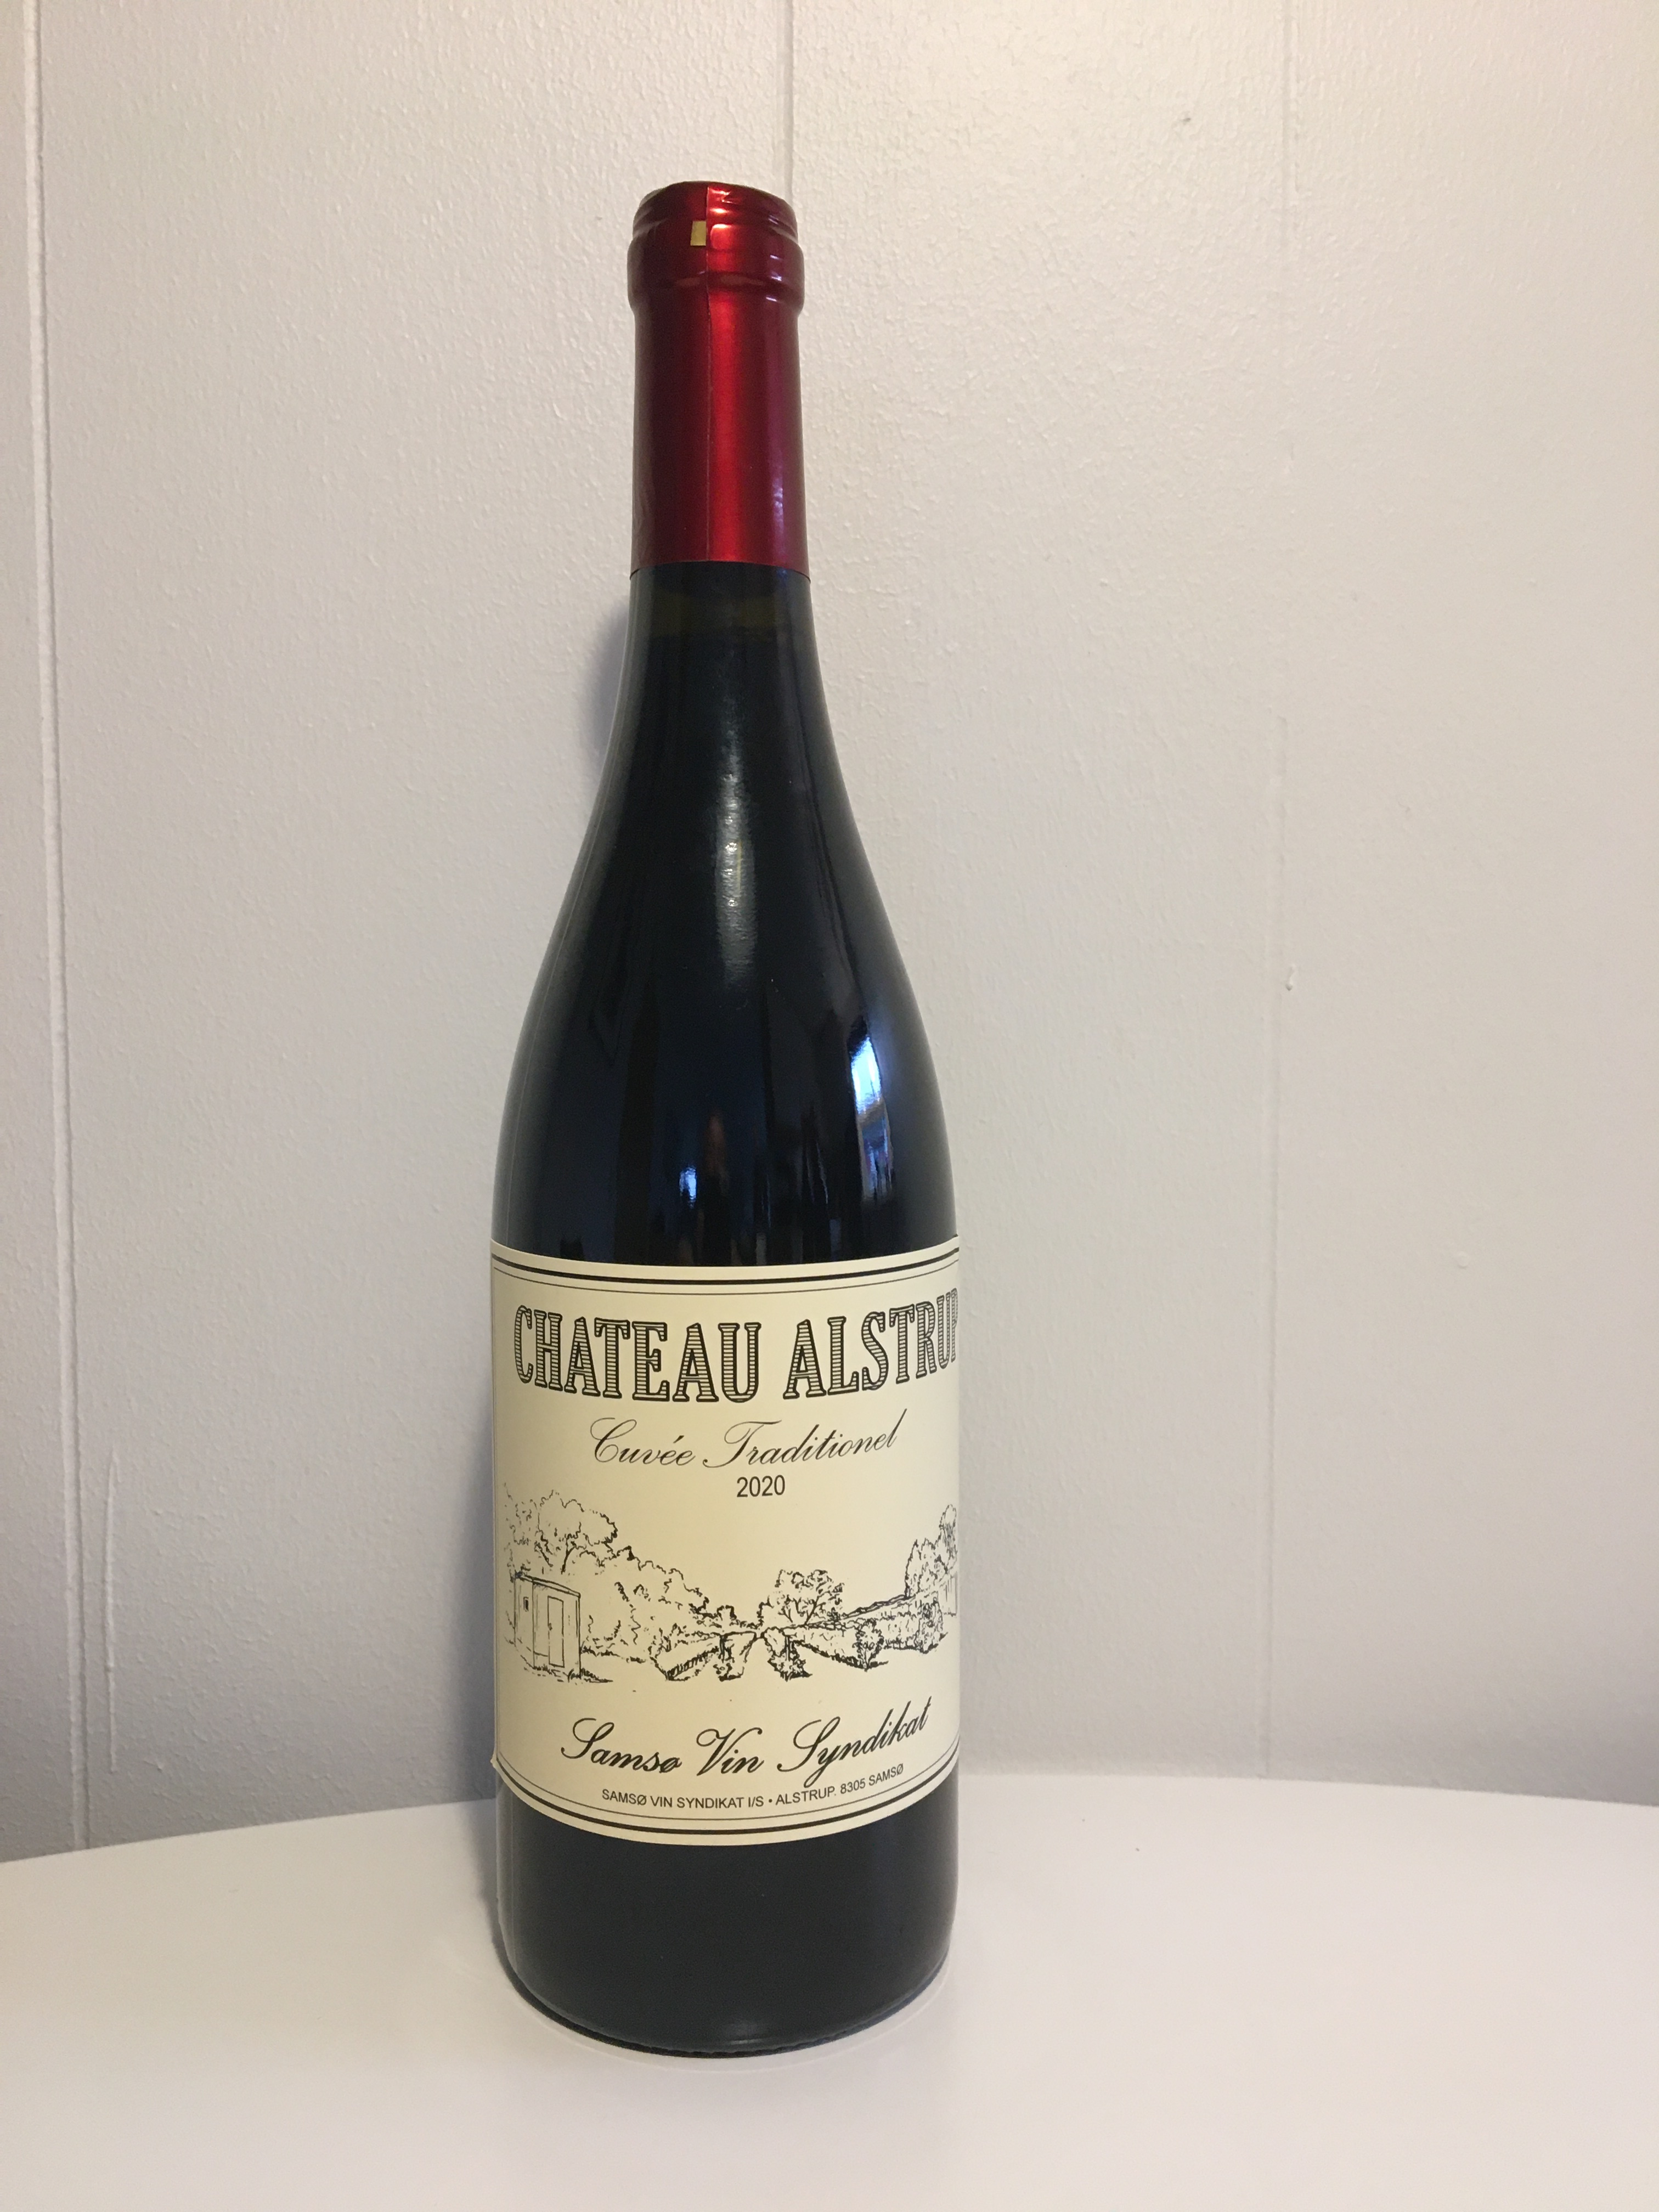 CHATEAU ALSTRUP
Cuvée Traditionel
2020
Samsø Vin Syndikat
SAMSØ VIN SYNDIKAT I/S • ALSTRUP. 8305 SAMSØ